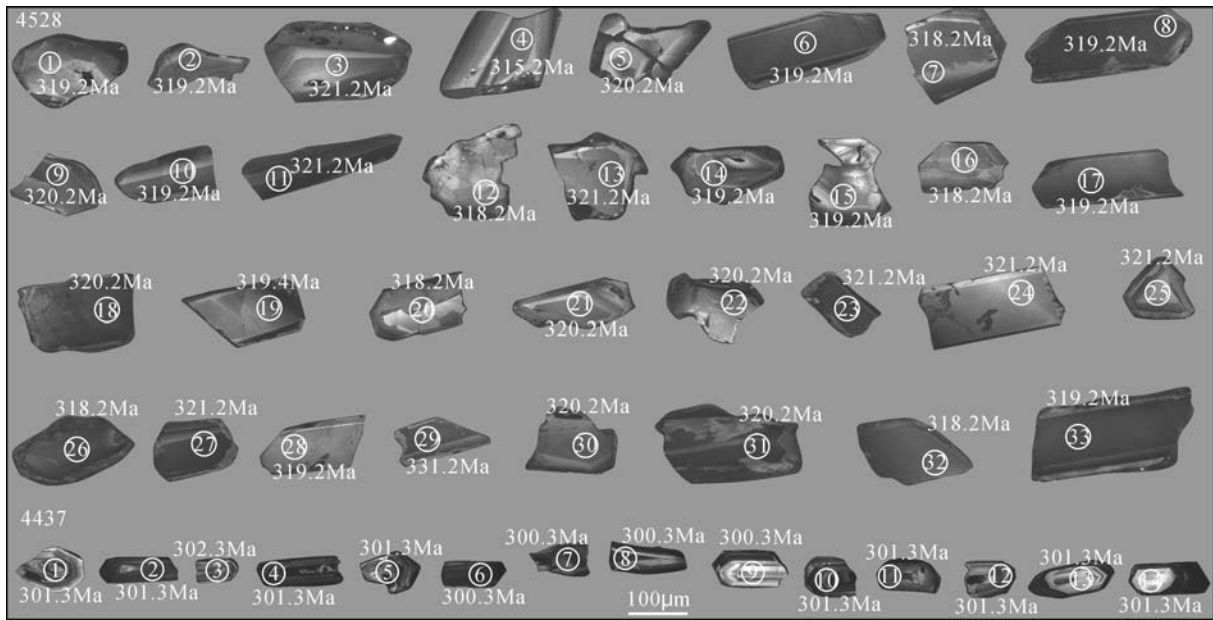 4528
① 319.2Ma
② 319.2Ma
③ 321.2Ma
④ 315.2Ma
⑤ 320.2Ma
⑥ 319.2Ma
318.2Ma ⑦
319.2Ma ⑧
⑨ 320.2Ma
⑩ 319.2Ma
⑪ 321.2Ma
⑫ 318.2Ma
⑬ 321.2Ma
⑭ 319.2Ma
⑮ 319.2Ma
⑯ 318.2Ma
⑰ 319.2Ma
320.2Ma ⑱
319.4Ma ⑲
318.2Ma ⑳
㉑ 320.2Ma
320.2Ma ㉒
321.2Ma ㉓
321.2Ma ㉔
321.2Ma ㉕
318.2Ma ㉖
321.2Ma ㉗
㉘ 319.2Ma
㉙ 331.2Ma
320.2Ma ㉚
320.2Ma ㉛
318.2Ma ㉜
319.2Ma ㉝
4437
① 301.3Ma
② 301.3Ma
302.3Ma ③
④ 301.3Ma
301.3Ma ⑤
⑥ 300.3Ma
300.3Ma ⑦
300.3Ma ⑧
300.3Ma ⑨
⑩ 301.3Ma
301.3Ma ⑪
⑫ 301.3Ma
301.3Ma ⑬
⑭ 301.3Ma
100μm